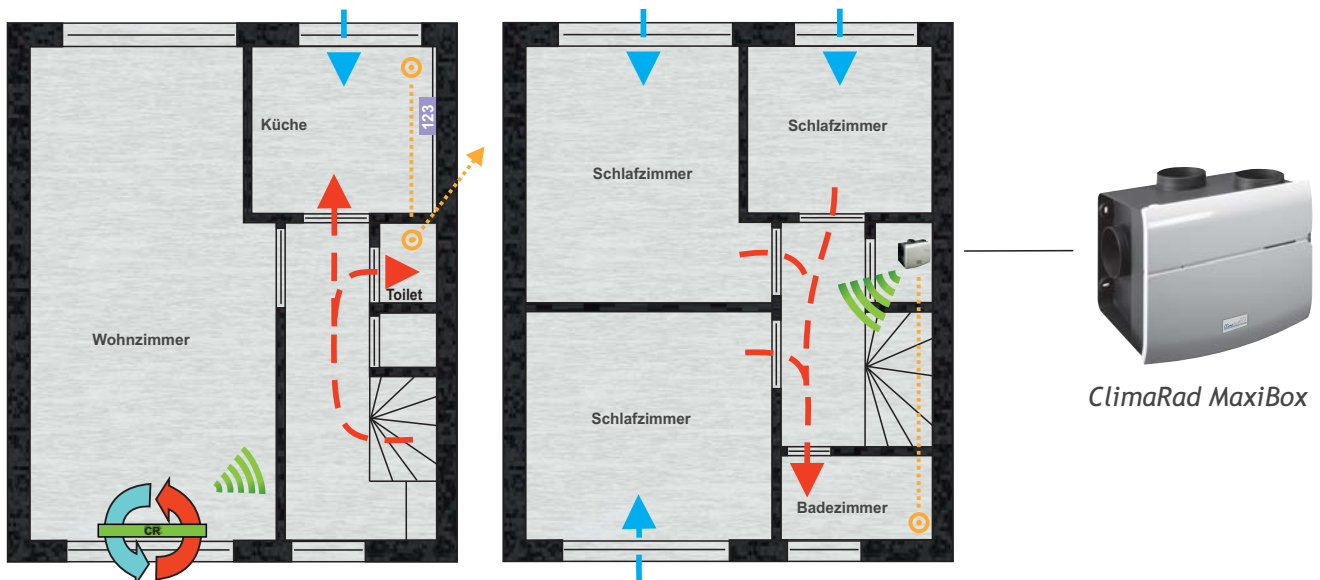 Küche
123
Toilet
Wohnzimmer
CR
Schlafzimmer
Schlafzimmer
Schlafzimmer
Badezimmer
ClimaRad MaxiBox